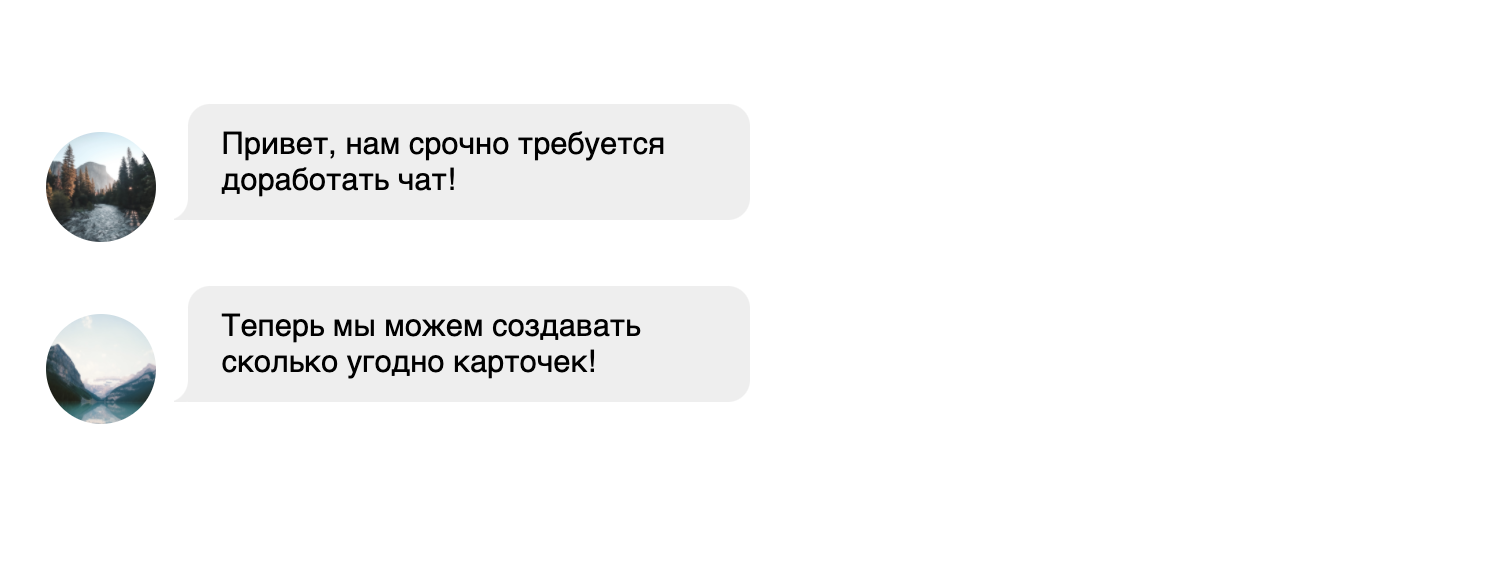 Привет, нам срочно требуется
доработать чат!
Теперь мы можем создавать
сколько угодно карточек!